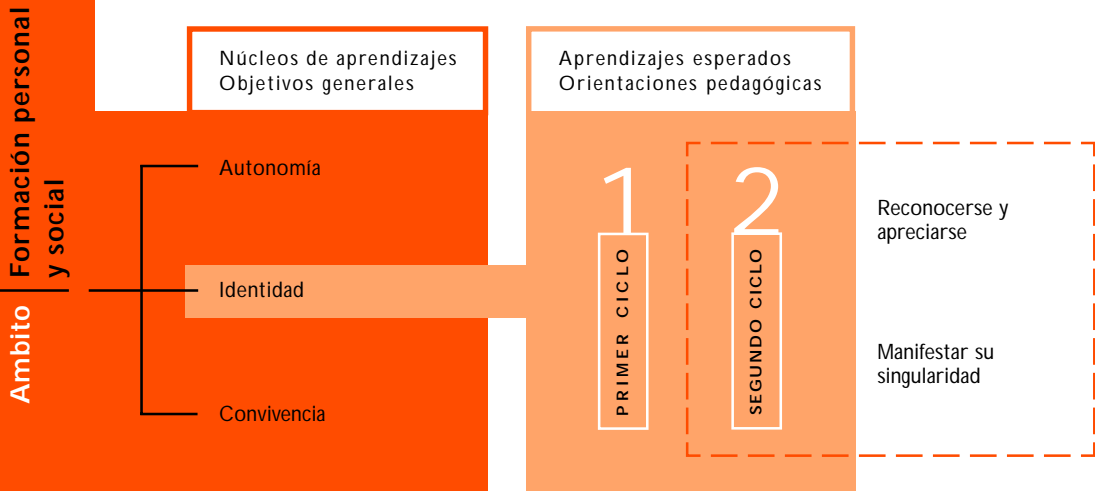 Ambito Formación personal
y social
Núcleos de aprendizajes
Objetivos generales
Aprendizajes esperados
Orientaciones pedagógicas
Autonomía
Identidad
Convivencia
1
PRIMER CICLO
2
SEGUNDO CICLO
Reconocerse y
apreciarse
Manifestar su
singularidad